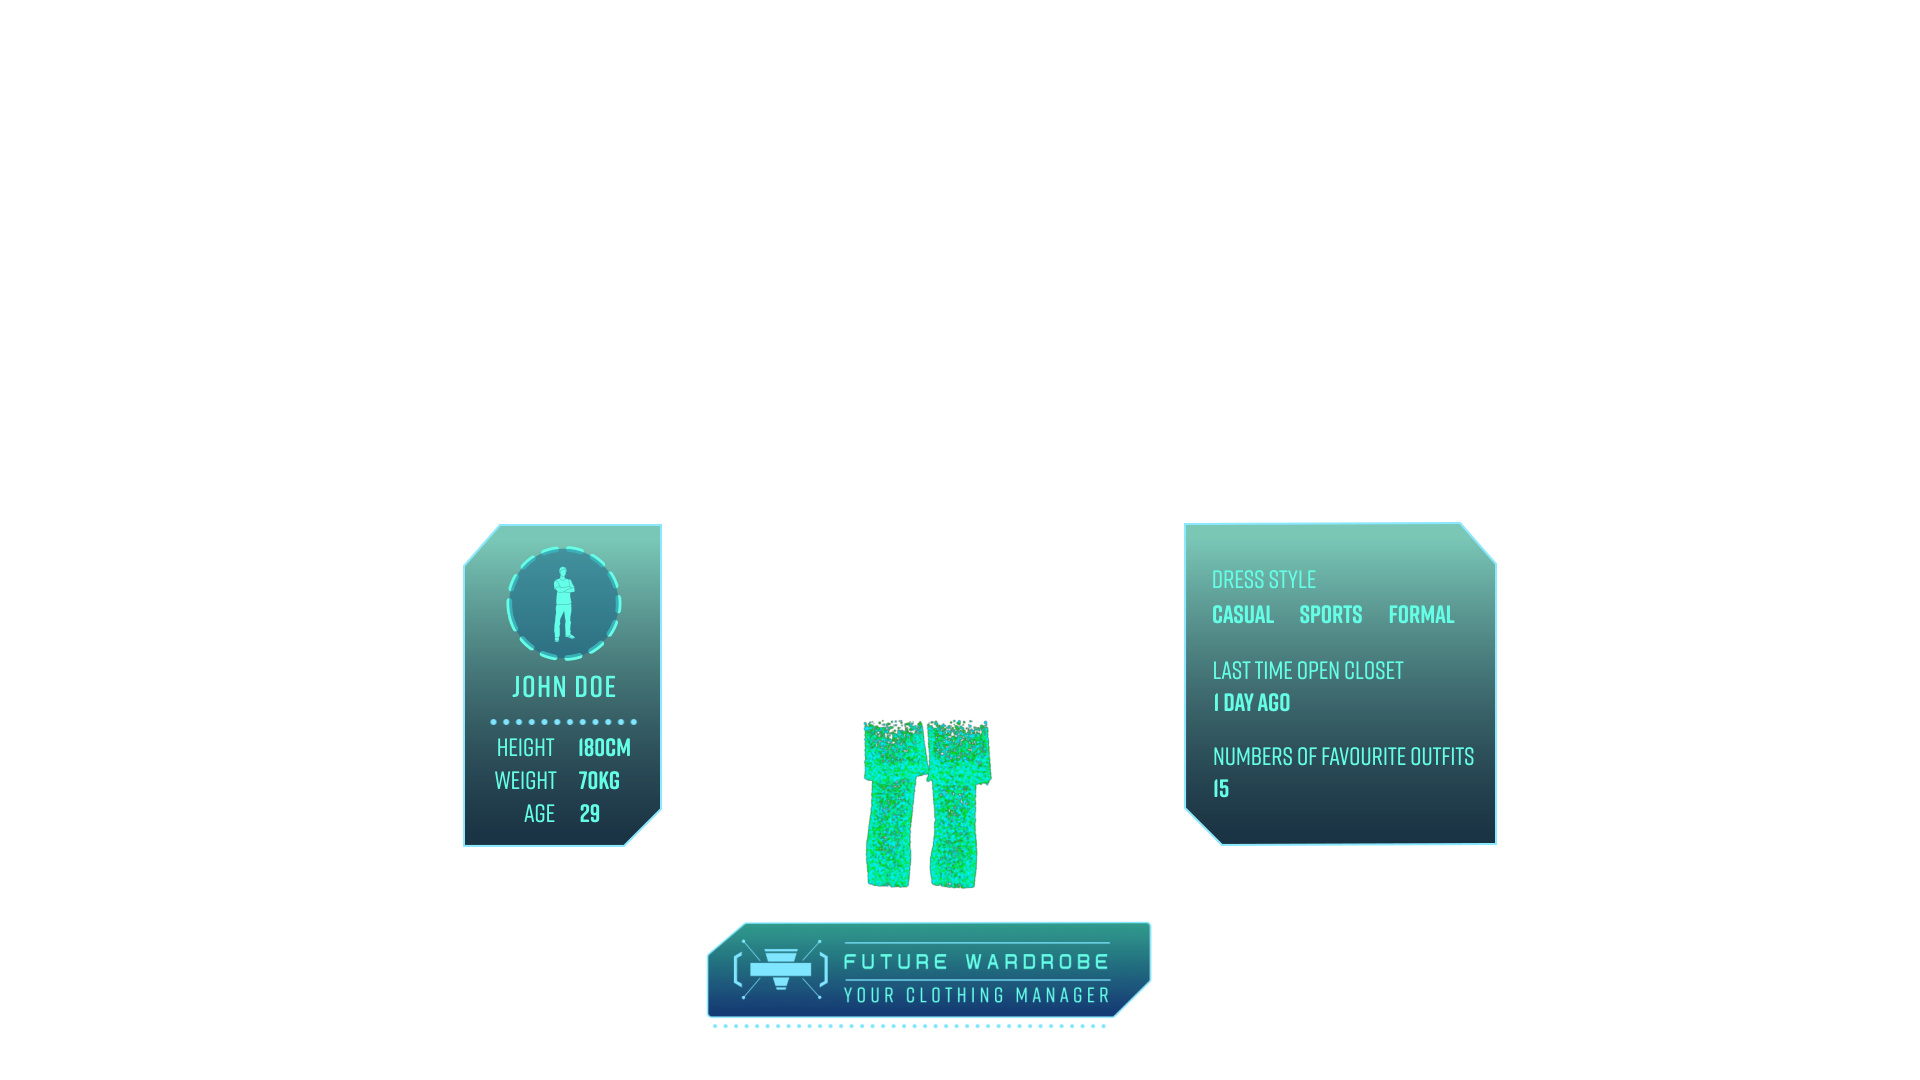 JOHN DOE
HEIGHT 180CM
WEIGHT 70KG
AGE 29
DRESS STYLE
CASUAL SPORTS FORMAL
LAST TIME OPEN CLOSET
1 DAY AGO
NUMBERS OF FAVOURITE OUTFITS
15
FUTURE WARDROBE
YOUR CLOTHING MANAGER